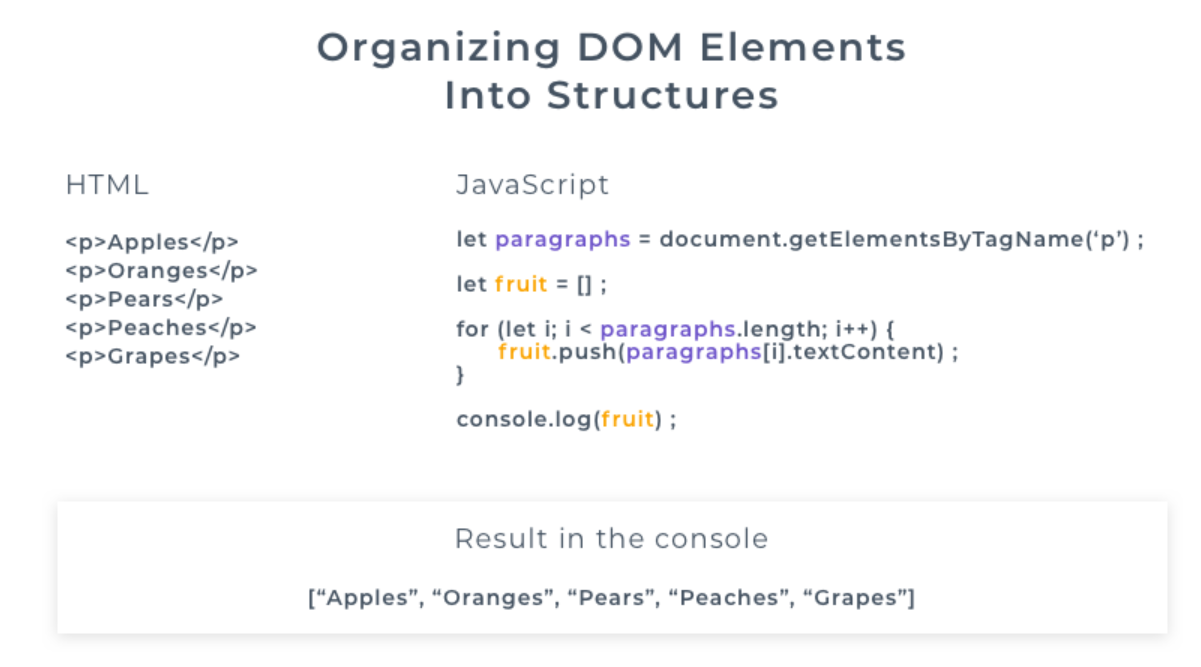 Organizing DOM Elements
Into Structures
HTML
<p>Apples</p>
<p>Oranges</p>
<p>Pears</p>
<p>Peaches</p>
<p>Grapes</p>
JavaScript
let paragraphs = document.getElementsByTagName(‘p’) ;
let fruit = [] ;
for (let i; i < paragraphs.length; i++) {
fruit.push(paragraphs[i].textContent) ;
}
console.log(fruit) ;
Result in the console
[“Apples”, “Oranges”, “Pears”, “Peaches”, “Grapes”]